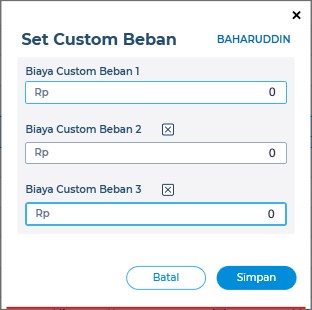 Set Custom Beban
BAHARUDDIN
Biaya Custom Beban 1
Rp 0
Biaya Custom Beban 2
Rp 0
Biaya Custom Beban 3
Rp 0
Batal Simpan